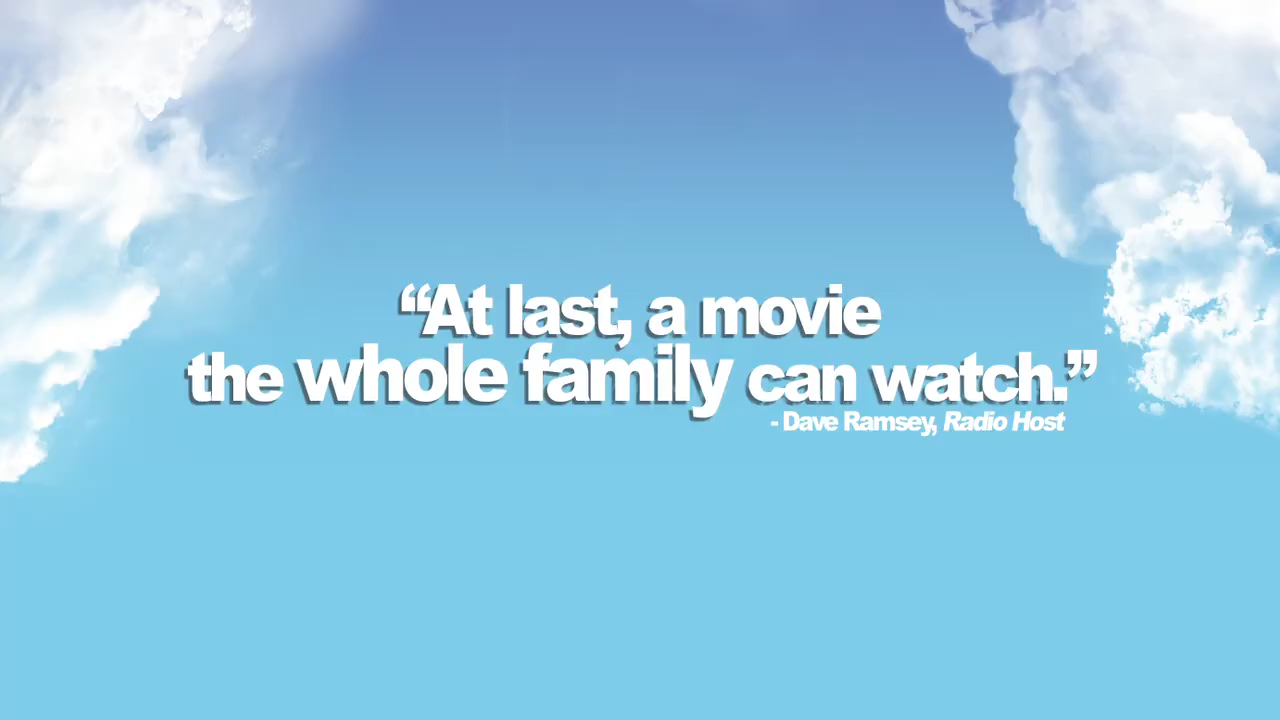 “At last, a movie
the whole family can watch.”
- Dave Ramsey, Radio Host